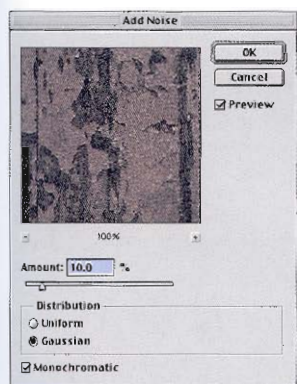 Add Noise
OK
Cancel
Preview
100%
Amount: 10.0 %
Distribution
Uniform
Gaussian
Monochromatic